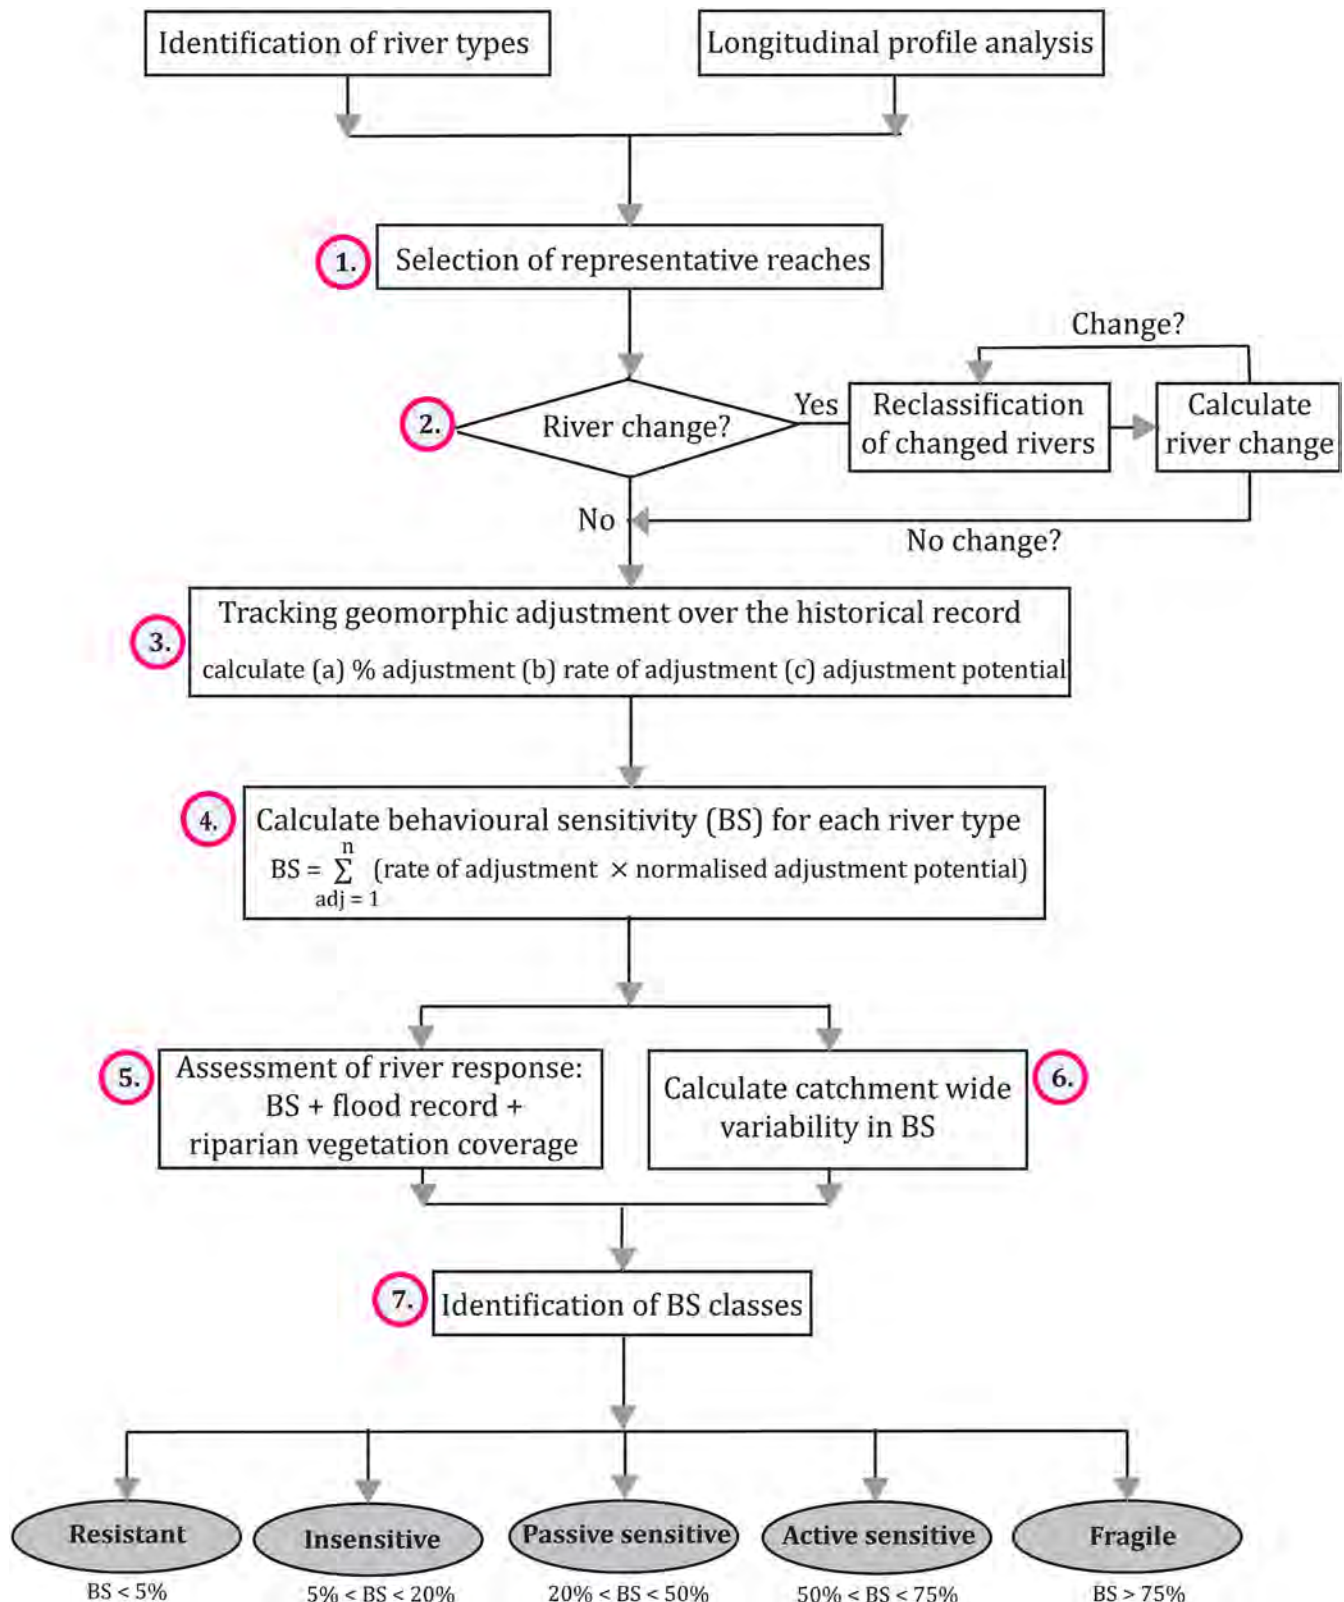 Identification of river types
Longitudinal profile analysis
1.
Selection of representative reaches
Change?
2.
River change?
Yes
Reclassification
of changed rivers
Calculate
river change
No
No change?
3.
Tracking geomorphic adjustment over the historical record
calculate (a) % adjustment (b) rate of adjustment (c) adjustment potential
4.
Calculate behavioural sensitivity (BS) for each river type
n
BS = Σ (rate of adjustment × normalised adjustment potential)
adj = 1
5.
Assessment of river response:
BS + flood record +
riparian vegetation coverage
Calculate catchment wide
variability in BS
6.
7.
Identification of BS classes
Resistant
Insensitive
Passive sensitive
Active sensitive
Fragile
BS < 5%
5% < BS < 20%
20% < BS < 50%
50% < BS < 75%
BS > 75%